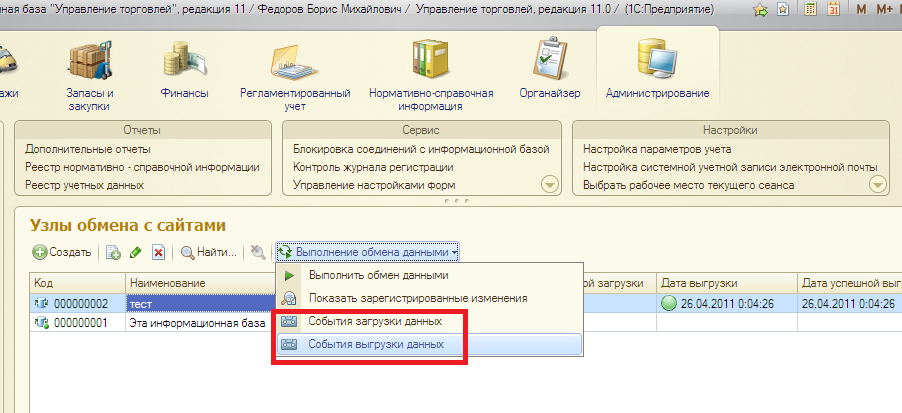 ная база "Управление торговлей", редакция 11 / Федоров Борис Михайлович / Управление торговлей, редакция 11.0 / (1С:Предприятие)
M M+
ажи
Запасы и закупки
Финансы
Регламентированный учет
Нормативно-справочная информация
Органайзер
Администрирование
Отчеты
Дополнительные отчеты
Реестр нормативно - справочной информации
Реестр учетных данных
Сервис
Блокировка соединений с информационной базой
Контроль журнала регистрации
Управление настройками форм
Настройки
Настройка параметров учета
Настройка системной учетной записи электронной почты
Выбрать рабочее место текущего сеанса
Узлы обмена с сайтами
Создать
Найти...
Выполнение обмена данными
Выполнить обмен данными
Показать зарегистрированные изменения
События загрузки данных
События выгрузки данных
Код Наименование ой загрузки Дата выгрузки Дата успешной выг
000000002 тест 26.04.2011 0:04:26 26.04.2011 0:04:26
000000001 Эта информационная база